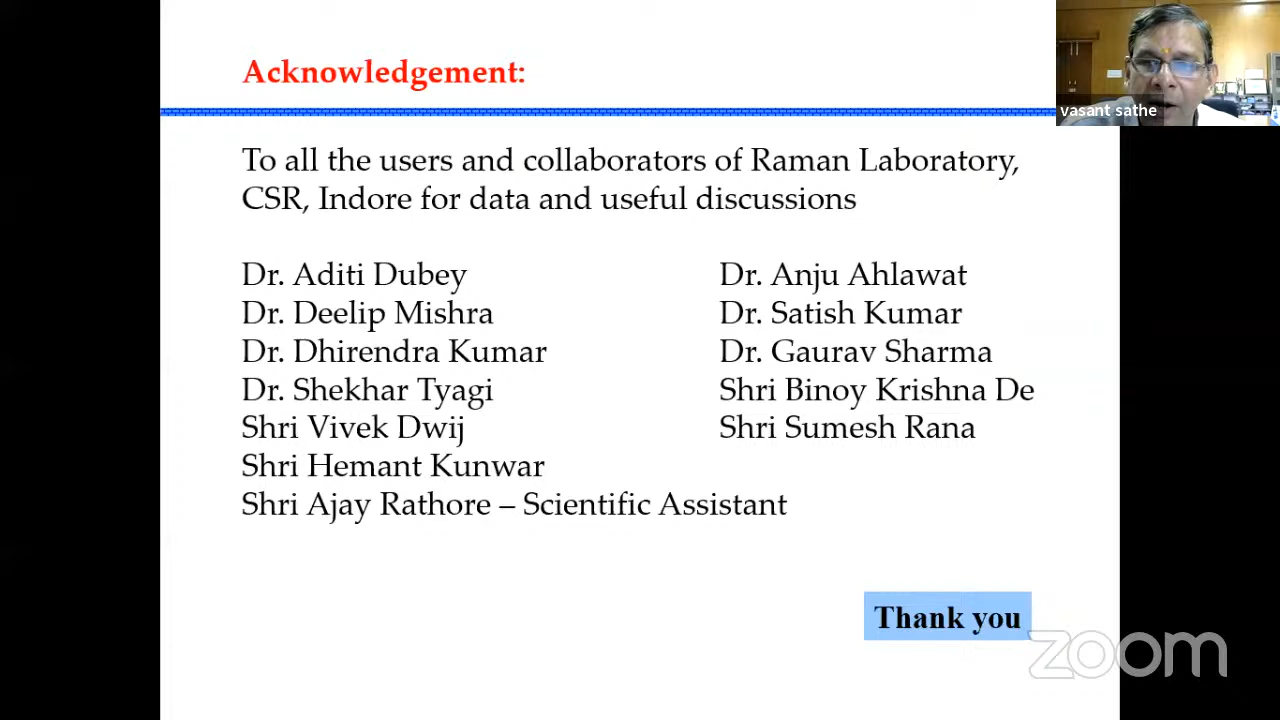 Acknowledgement:
vasant sathe
To all the users and collaborators of Raman Laboratory,
CSR, Indore for data and useful discussions
Dr. Aditi Dubey
Dr. Deelip Mishra
Dr. Dhirendra Kumar
Dr. Shekhar Tyagi
Shri Vivek Dwij
Shri Hemant Kunwar
Shri Ajay Rathore – Scientific Assistant
Dr. Anju Ahlawat
Dr. Satish Kumar
Dr. Gaurav Sharma
Shri Binoy Krishna De
Shri Sumesh Rana
Thank you
zoom